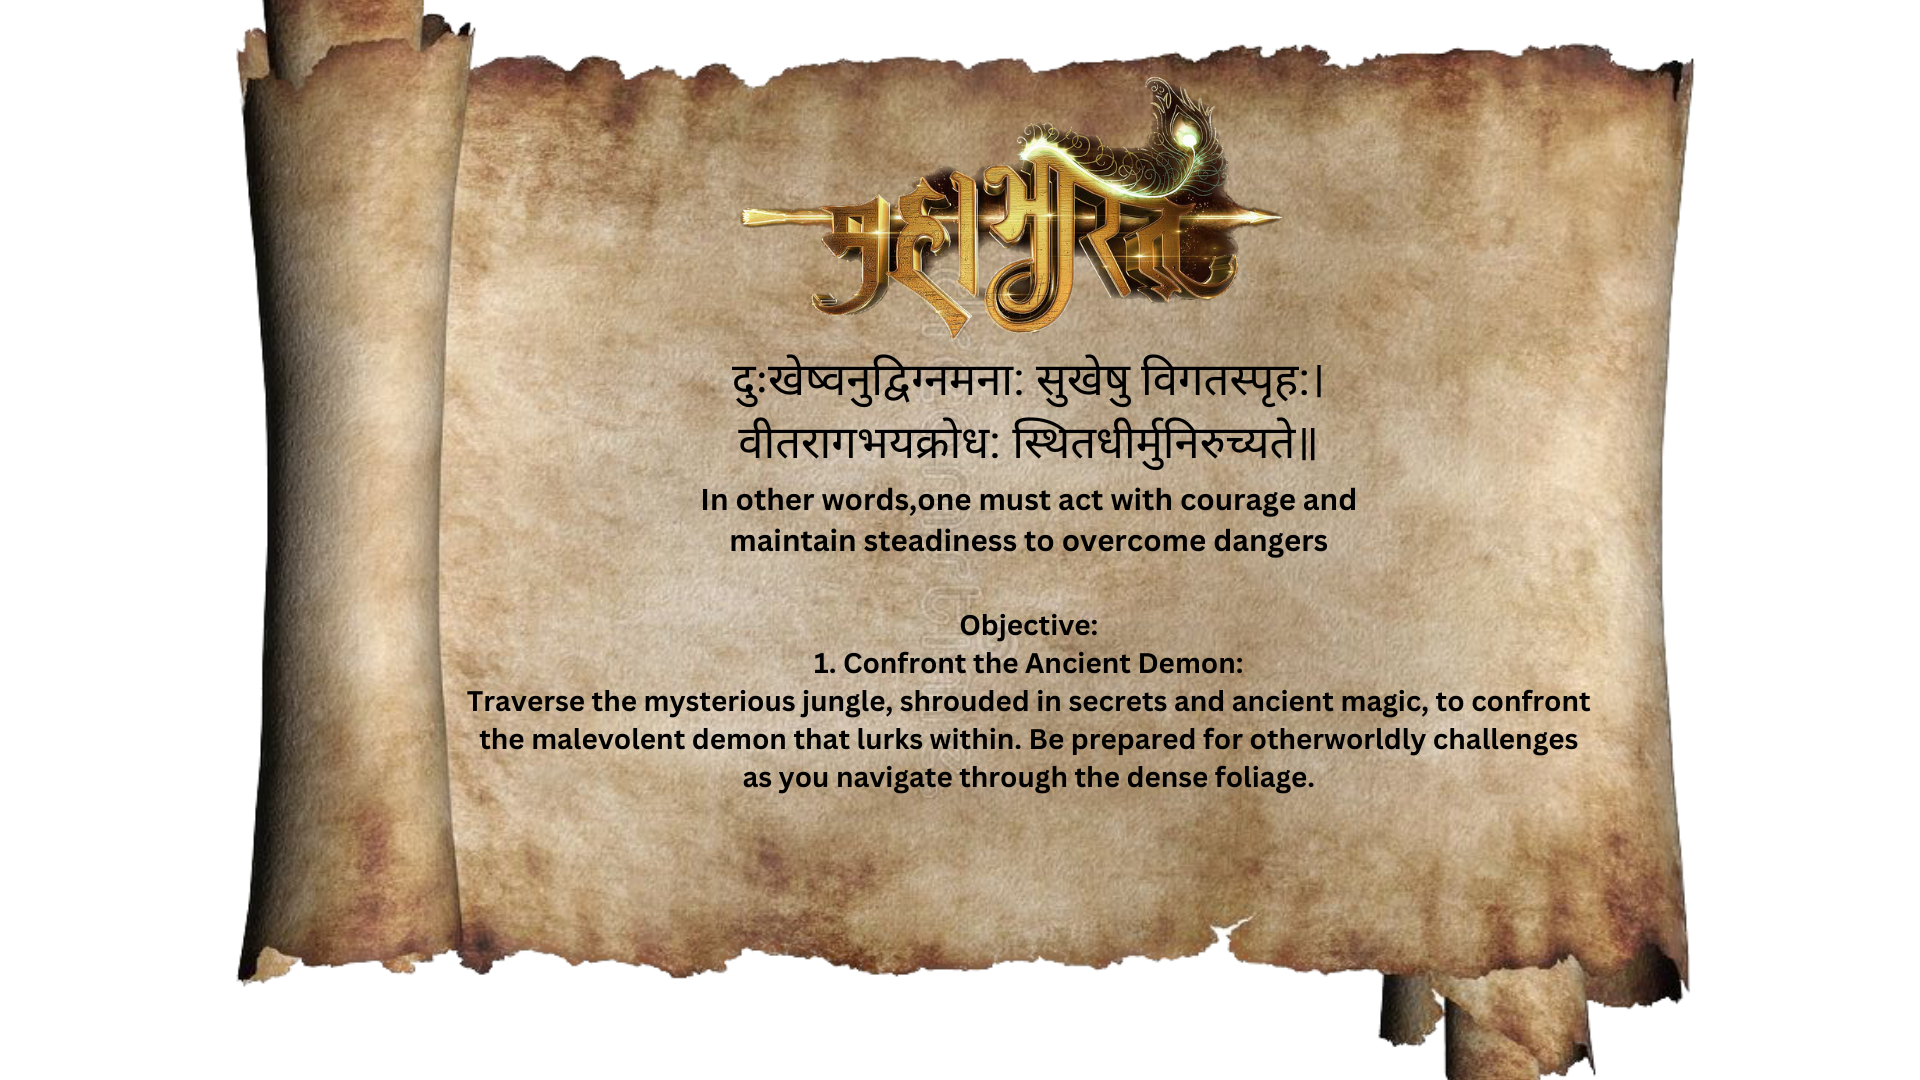 महाभारत
दुःखेष्वनुद्विग्नमना: सुखेषु विगतस्पृह:।
वीतरागभयक्रोध: स्थितधीर्मुनिरुच्यते॥
In other words,one must act with courage and
maintain steadiness to overcome dangers
Objective:
1. Confront the Ancient Demon:
Traverse the mysterious jungle, shrouded in secrets and ancient magic, to confront
the malevolent demon that lurks within. Be prepared for otherworldly challenges
as you navigate through the dense foliage.